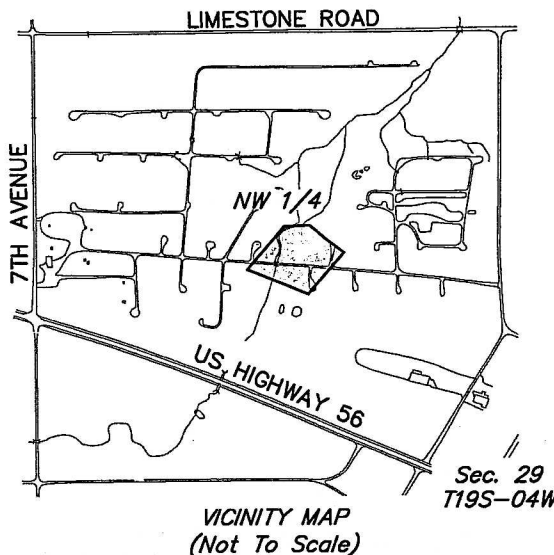 LIMESTONE ROAD
7TH AVENUE
NW 1/4
US HIGHWAY 56
Sec. 29
T19S-04W
VICINITY MAP
(Not To Scale)